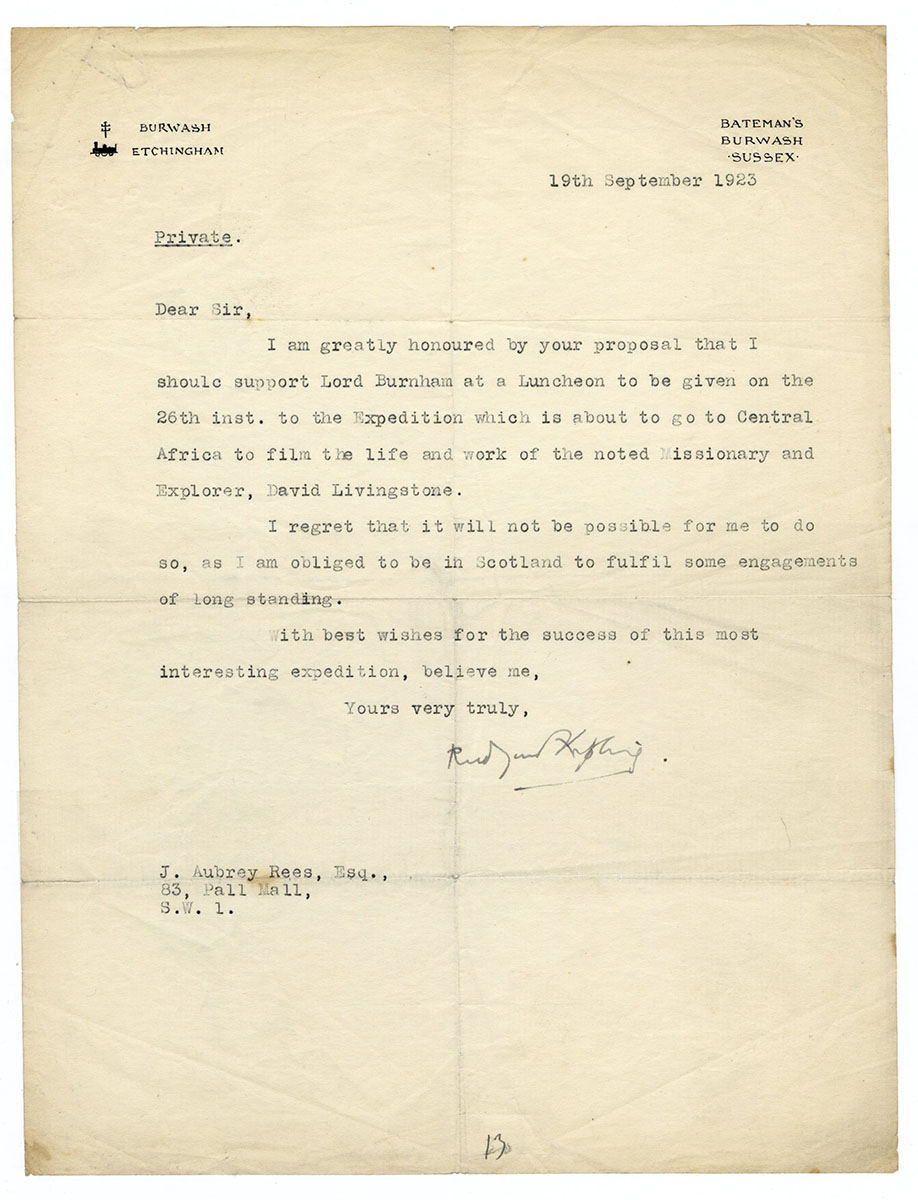 BURWASH
ETCHINGHAM
BATEMAN'S
BURWASH
·SUSSEX·
19th September 1923
Private.
Dear Sir,
I am greatly honoured by your proposal that I
shoulc support Lord Burnham at a Luncheon to be given on the
26th inst. to the Expedition which is about to go to Central
Africa to film the life and work of the noted Missionary and
Explorer, David Livingstone.
I regret that it will not be possible for me to do
so, as I am obliged to be in Scotland to fulfil some engagements
of long standing.
With best wishes for the success of this most
interesting expedition, believe me,
Yours very truly,
Rudyard Kipling.
J. Aubrey Rees, Esq.,
83, Pall Mall,
S.W. 1.
13